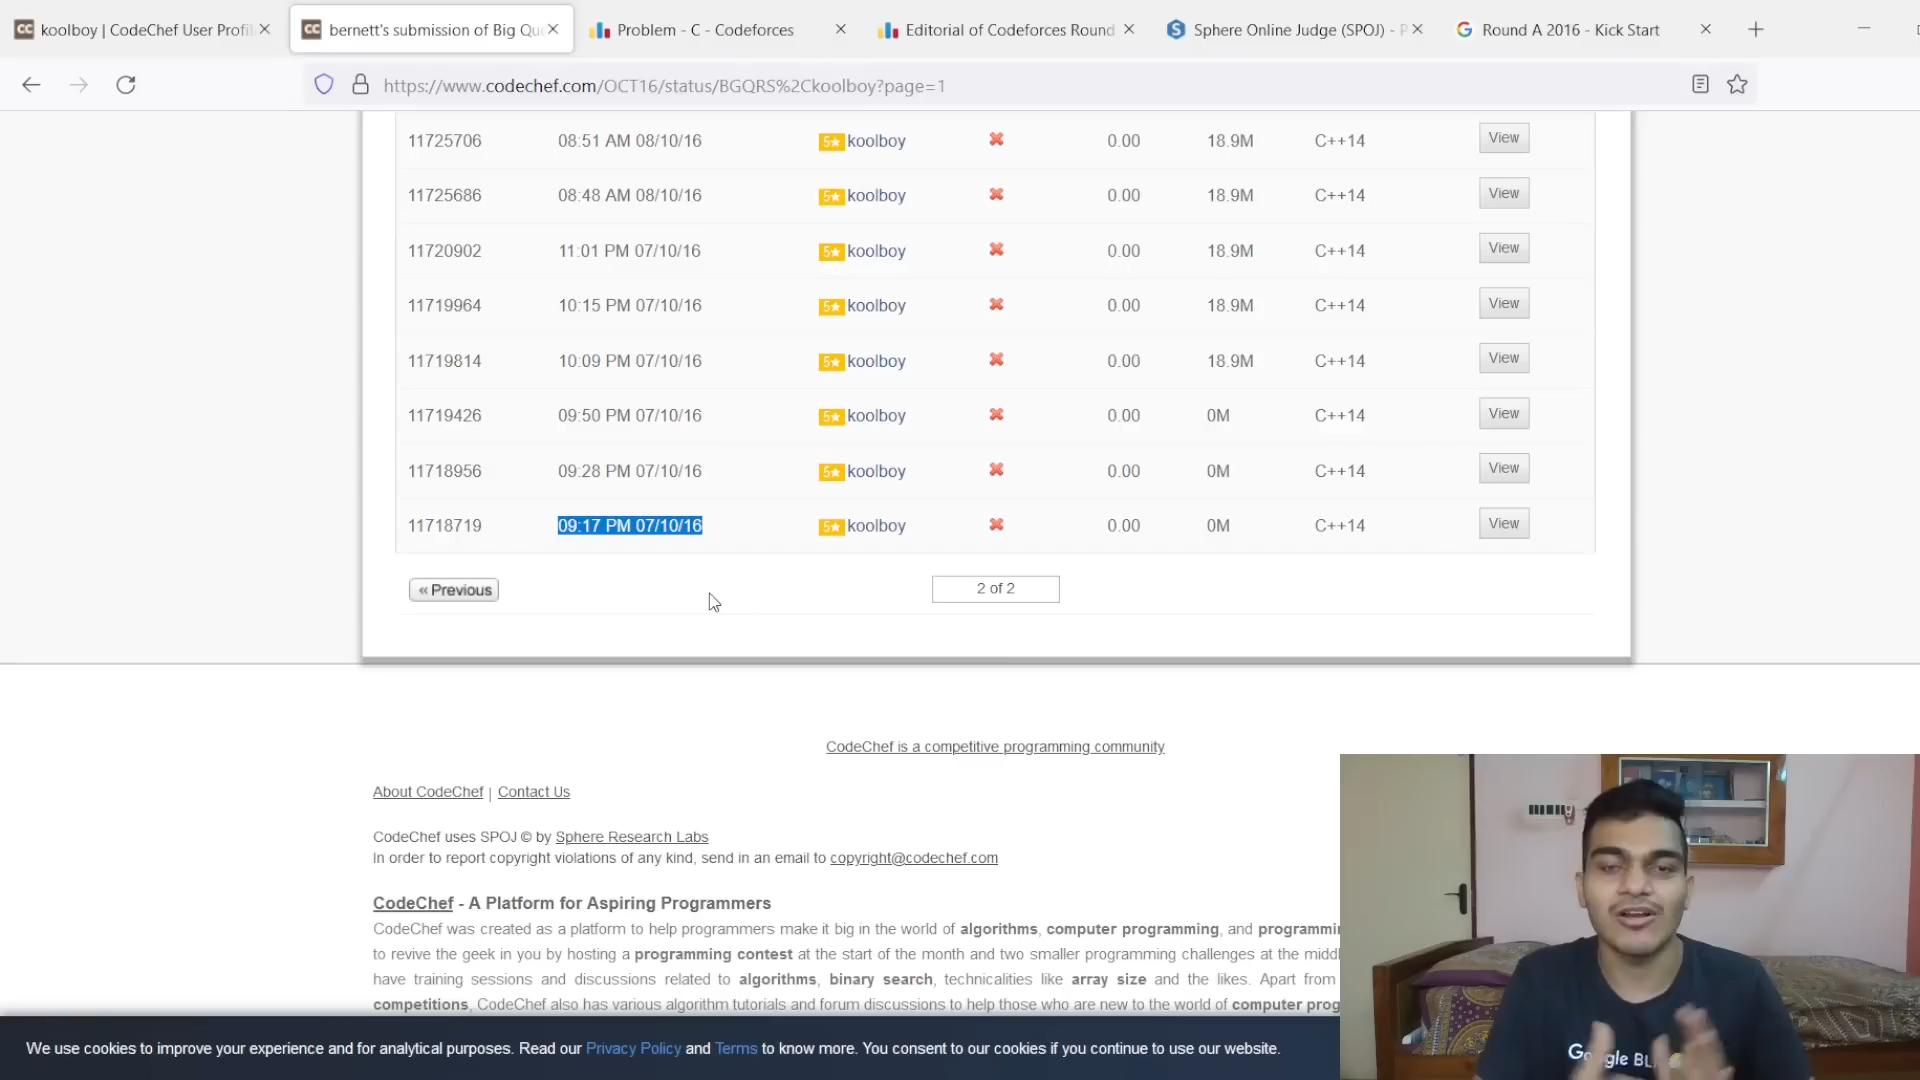 koolboy | CodeChef User Profil
bernett's submission of Big Qu
Problem - C - Codeforces
Editorial of Codeforces Round
Sphere Online Judge (SPOJ) - P
Round A 2016 - Kick Start
https://www.codechef.com/OCT16/status/BGQRS%2Ckoolboy?page=1
11725706 08:51 AM 08/10/16 5★ koolboy 0.00 18.9M C++14 View
11725686 08:48 AM 08/10/16 5★ koolboy 0.00 18.9M C++14 View
11720902 11:01 PM 07/10/16 5★ koolboy 0.00 18.9M C++14 View
11719964 10:15 PM 07/10/16 5★ koolboy 0.00 18.9M C++14 View
11719814 10:09 PM 07/10/16 5★ koolboy 0.00 18.9M C++14 View
11719426 09:50 PM 07/10/16 5★ koolboy 0.00 0M C++14 View
11718956 09:28 PM 07/10/16 5★ koolboy 0.00 0M C++14 View
11718719 09:17 PM 07/10/16 5★ koolboy 0.00 0M C++14 View
« Previous 2 of 2
CodeChef is a competitive programming community
About CodeChef | Contact Us
CodeChef uses SPOJ © by Sphere Research Labs
In order to report copyright violations of any kind, send in an email to copyright@codechef.com
CodeChef - A Platform for Aspiring Programmers
CodeChef was created as a platform to help programmers make it big in the world of algorithms, computer programming, and programmi
to revive the geek in you by hosting a programming contest at the start of the month and two smaller programming challenges at the middl
have training sessions and discussions related to algorithms, binary search, technicalities like array size and the likes. Apart from
competitions, CodeChef also has various algorithm tutorials and forum discussions to help those who are new to the world of computer prog
We use cookies to improve your experience and for analytical purposes. Read our Privacy Policy and Terms to know more. You consent to our cookies if you continue to use our website.